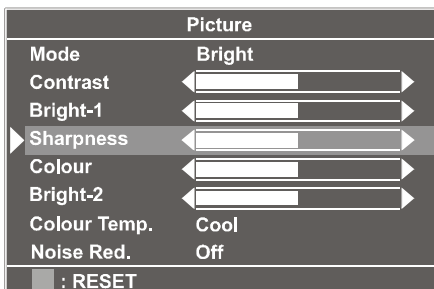 Picture
Mode Bright
Contrast
Bright-1
Sharpness
Colour
Bright-2
Colour Temp. Cool
Noise Red. Off
: RESET